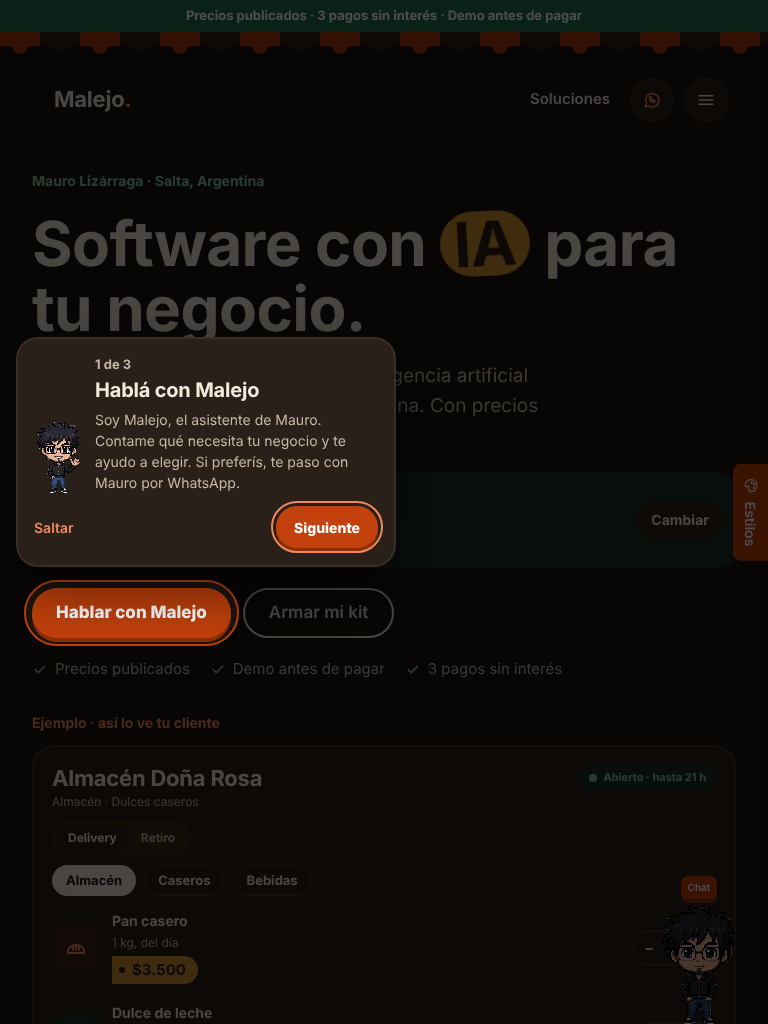 Precios publicados · 3 pagos sin interés · Demo antes de pagar
Malejo.
Soluciones
Mauro Lizárraga · Salta, Argentina
Software con IA para
tu negocio.
gencia artificial
na. Con precios
1 de 3
Hablá con Malejo
Soy Malejo, el asistente de Mauro.
Contame qué necesita tu negocio y te
ayudo a elegir. Si preferís, te paso con
Mauro por WhatsApp.
Saltar
Siguiente
Cambiar
Estilos
Hablar con Malejo
Armar mi kit
Precios publicados
Demo antes de pagar
3 pagos sin interés
Ejemplo · así lo ve tu cliente
Almacén Doña Rosa
Abierto · hasta 21 h
Almacén · Dulces caseros
Delivery
Retiro
Almacén
Caseros
Bebidas
Chat
Pan casero
1 kg, del día
$3.500
Dulce de leche